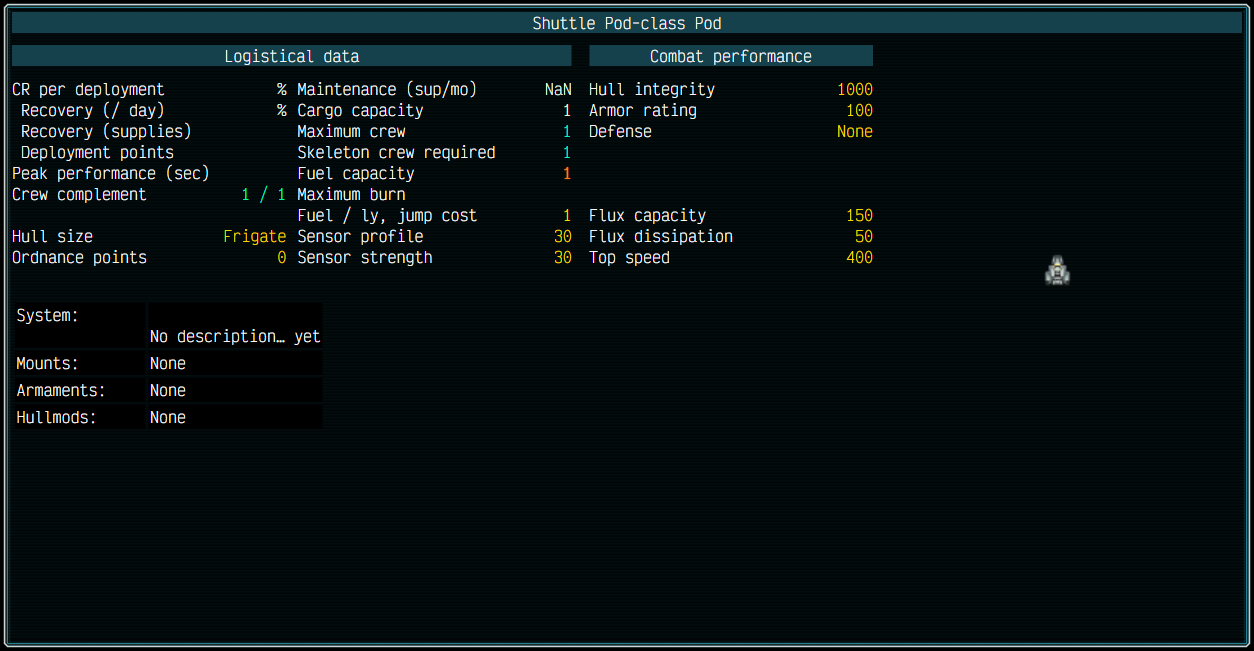 Shuttle Pod-class Pod
Logistical data
Combat performance
CR per deployment % Maintenance (sup/mo) NaN Hull integrity 1000
Recovery (/ day) % Cargo capacity 1 Armor rating 100
Recovery (supplies) Maximum crew 1 Defense None
Deployment points Skeleton crew required 1
Peak performance (sec) Fuel capacity 1
Crew complement 1 / 1 Maximum burn
Fuel / ly, jump cost 1 Flux capacity 150
Hull size Frigate Sensor profile 30 Flux dissipation 50
Ordnance points 0 Sensor strength 30 Top speed 400
System:
No description… yet
Mounts: None
Armaments: None
Hullmods: None